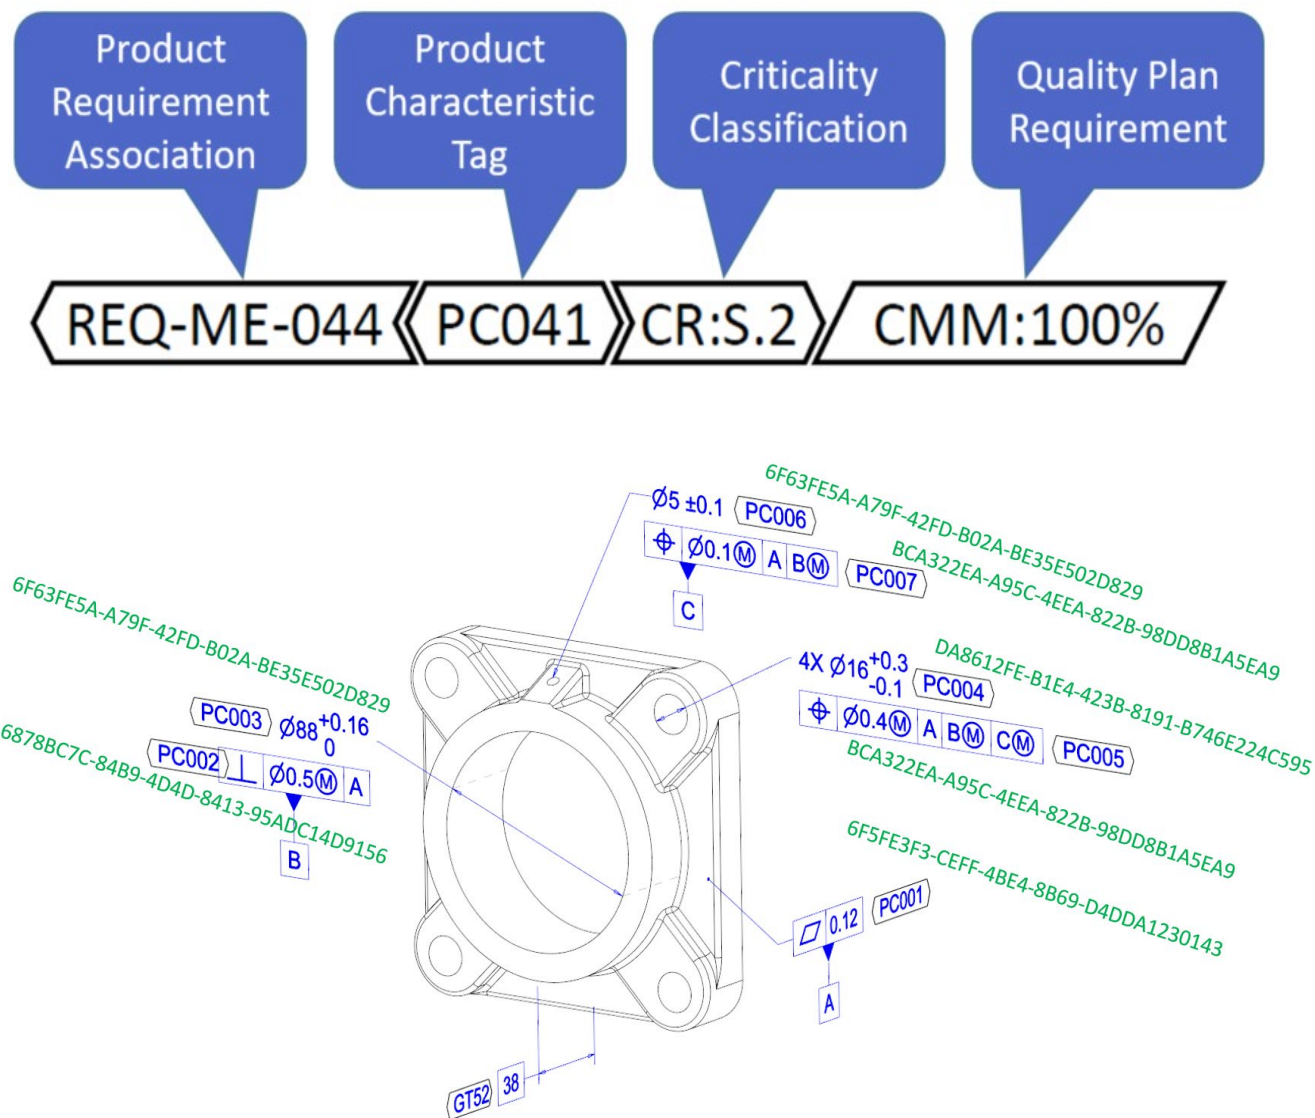 Product
Requirement
Association
Product
Characteristic
Tag
Criticality
Classification
Quality Plan
Requirement
REQ-ME-044 PC041 CR:S.2 CMM:100%
6F63FE5A-A79F-42FD-B02A-BE35E502D829
Ø5 ±0.1 PC006
BCA322EA-A95C-4EEA-822B-98DD8B1A5EA9
⌖ Ø0.1Ⓜ A BⓂ PC007
C
6F63FE5A-A79F-42FD-B02A-BE35E502D829
DA8612FE-B1E4-423B-8191-B746E224C595
4X Ø16 +0.3 -0.1 PC004
⌖ Ø0.4Ⓜ A BⓂ CⓂ PC005
BCA322EA-A95C-4EEA-822B-98DD8B1A5EA9
PC003 Ø88 +0.16 0
PC002 ⊥ Ø0.5Ⓜ A
6878BC7C-84B9-4D4D-8413-95ADC14D9156
B
6F5FE3F3-CEFF-4BE4-8B69-D4DDA1230143
⏥ 0.12 PC001
A
GT52 38